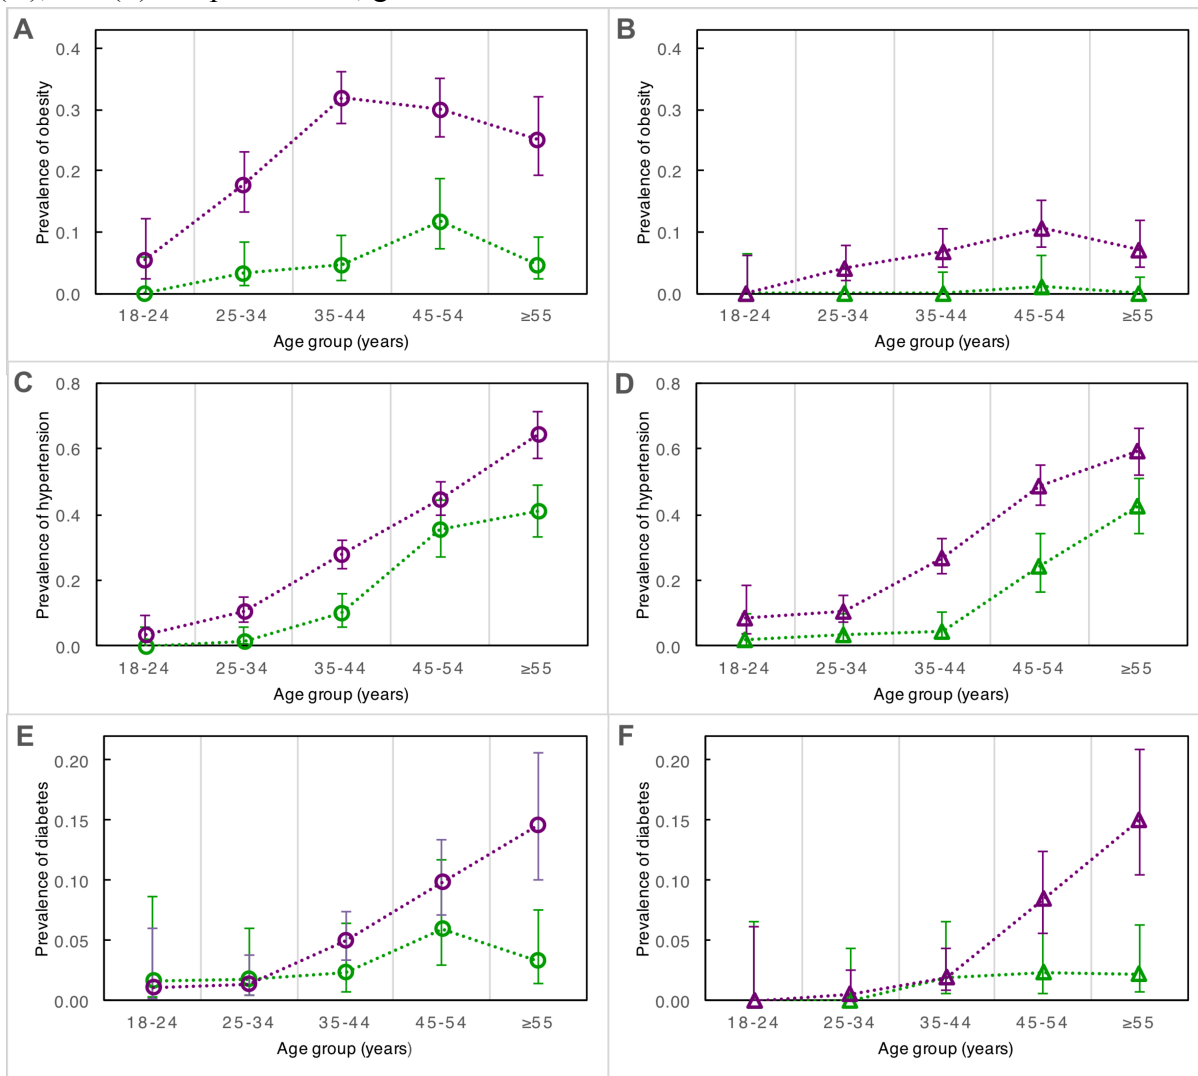 A
B
0.4
0.3
0.2
0.1
0.0
Prevalence of obesity
18-24 25-34 35-44 45-54 ≥55
Age group (years)
0.4
0.3
0.2
0.1
0.0
Prevalence of obesity
18-24 25-34 35-44 45-54 ≥55
Age group (years)
C
D
0.8
0.6
0.4
0.2
0.0
Prevalence of hypertension
18-24 25-34 35-44 45-54 ≥55
Age group (years)
0.8
0.6
0.4
0.2
0.0
Prevalence of hypertension
18-24 25-34 35-44 45-54 ≥55
Age group (years)
E
F
0.20
0.15
0.10
0.05
0.00
Prevalence of diabetes
18-24 25-34 35-44 45-54 ≥55
Age group (years)
0.20
0.15
0.10
0.05
0.00
Prevalence of diabetes
18-24 25-34 35-44 45-54 ≥55
Age group (years)